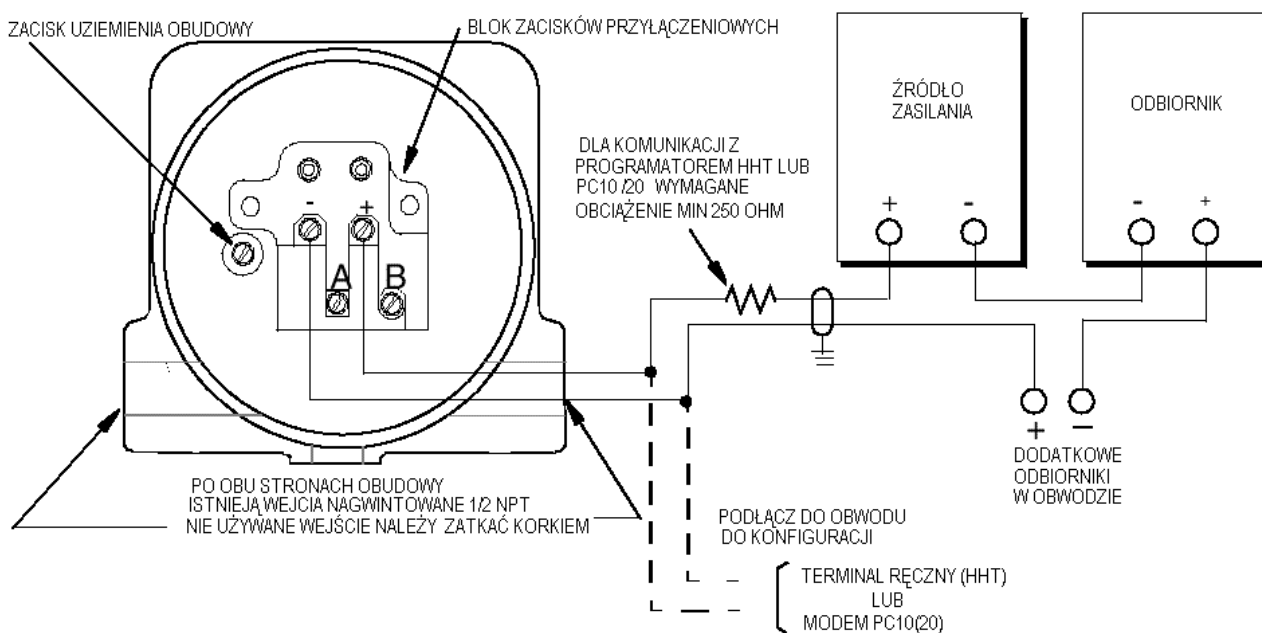 ZACISK UZIEMIENIA OBUDOWY
BLOK ZACISKÓW PRZYŁĄCZENIOWYCH
ŹRÓDŁO
ZASILANIA
ODBIORNIK
DLA KOMUNIKACJI Z
PROGRAMATOREM HHT LUB
PC10 /20 WYMAGANE
OBCIĄŻENIE MIN 250 OHM
- +
A B
+ -
- +
+ −
DODATKOWE
ODBIORNIKI
W OBWODZIE
PO OBU STRONACH OBUDOWY
ISTNIEJĄ WEJCIA NAGWINTOWANE 1/2 NPT
NIE UŻYWANE WEJŚCIE NALEŻY ZATKAĆ KORKIEM
PODŁĄCZ DO OBWODU
DO KONFIGURACJI
TERMINAL RĘCZNY (HHT)
LUB
MODEM PC10(20)